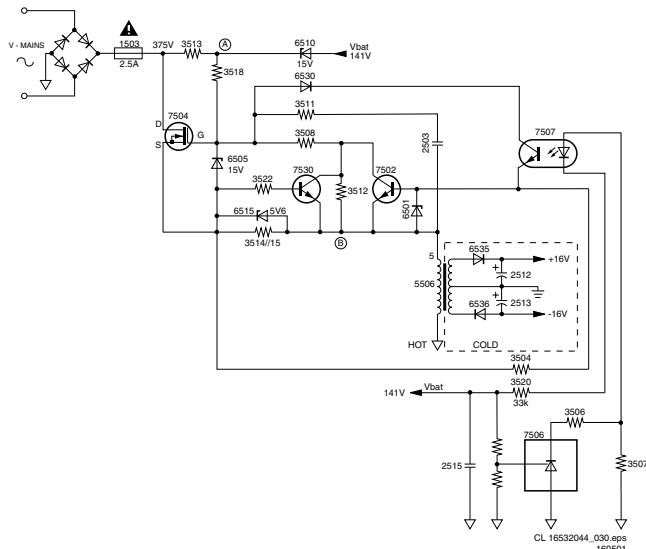 V - MAINS
1503
2.5A
375V
3513
A
6510
15V
Vbat
141V
3518
6530
3511
7504
D
S
G
3508
2503
7507
6505
15V
3522
7530
3512
7502
6501
6515
5V6
3514//15
B
5
5506
6535
+16V
2512
2513
6536
-16V
HOT
COLD
3504
141V
Vbat
3520
33k
3506
7506
2515
3507
CL 16532044_030.eps
160501